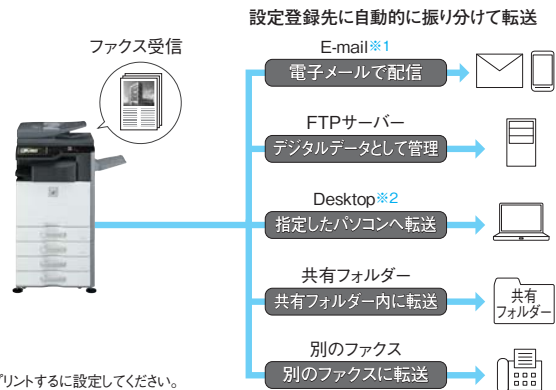 設定登録先に自動的に振り分けて転送
ファクス受信
E-mail※1
電子メールで配信
FTPサーバー
デジタルデータとして管理
Desktop※2
指定したパソコンへ転送
共有フォルダー
共有フォルダー内に転送
共有
フォルダー
別のファクス
別のファクスに転送
プリントするに設定してください。